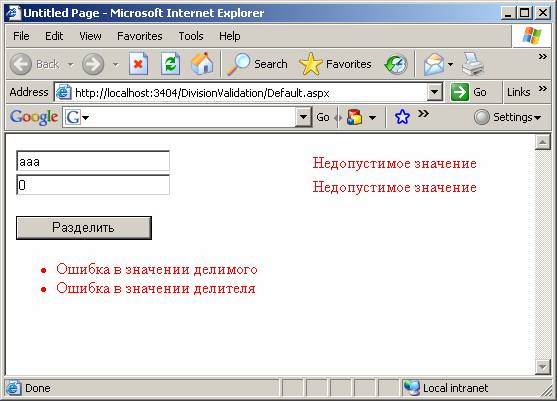 Untitled Page - Microsoft Internet Explorer
File Edit View Favorites Tools Help
Back Search Favorites »
Address http://localhost:3404/DivisionValidation/Default.aspx Go Links »
Google G Go » Settings
aaa Недопустимое значение
0 Недопустимое значение
Разделить
• Ошибка в значении делимого
• Ошибка в значении делителя
Done Local intranet